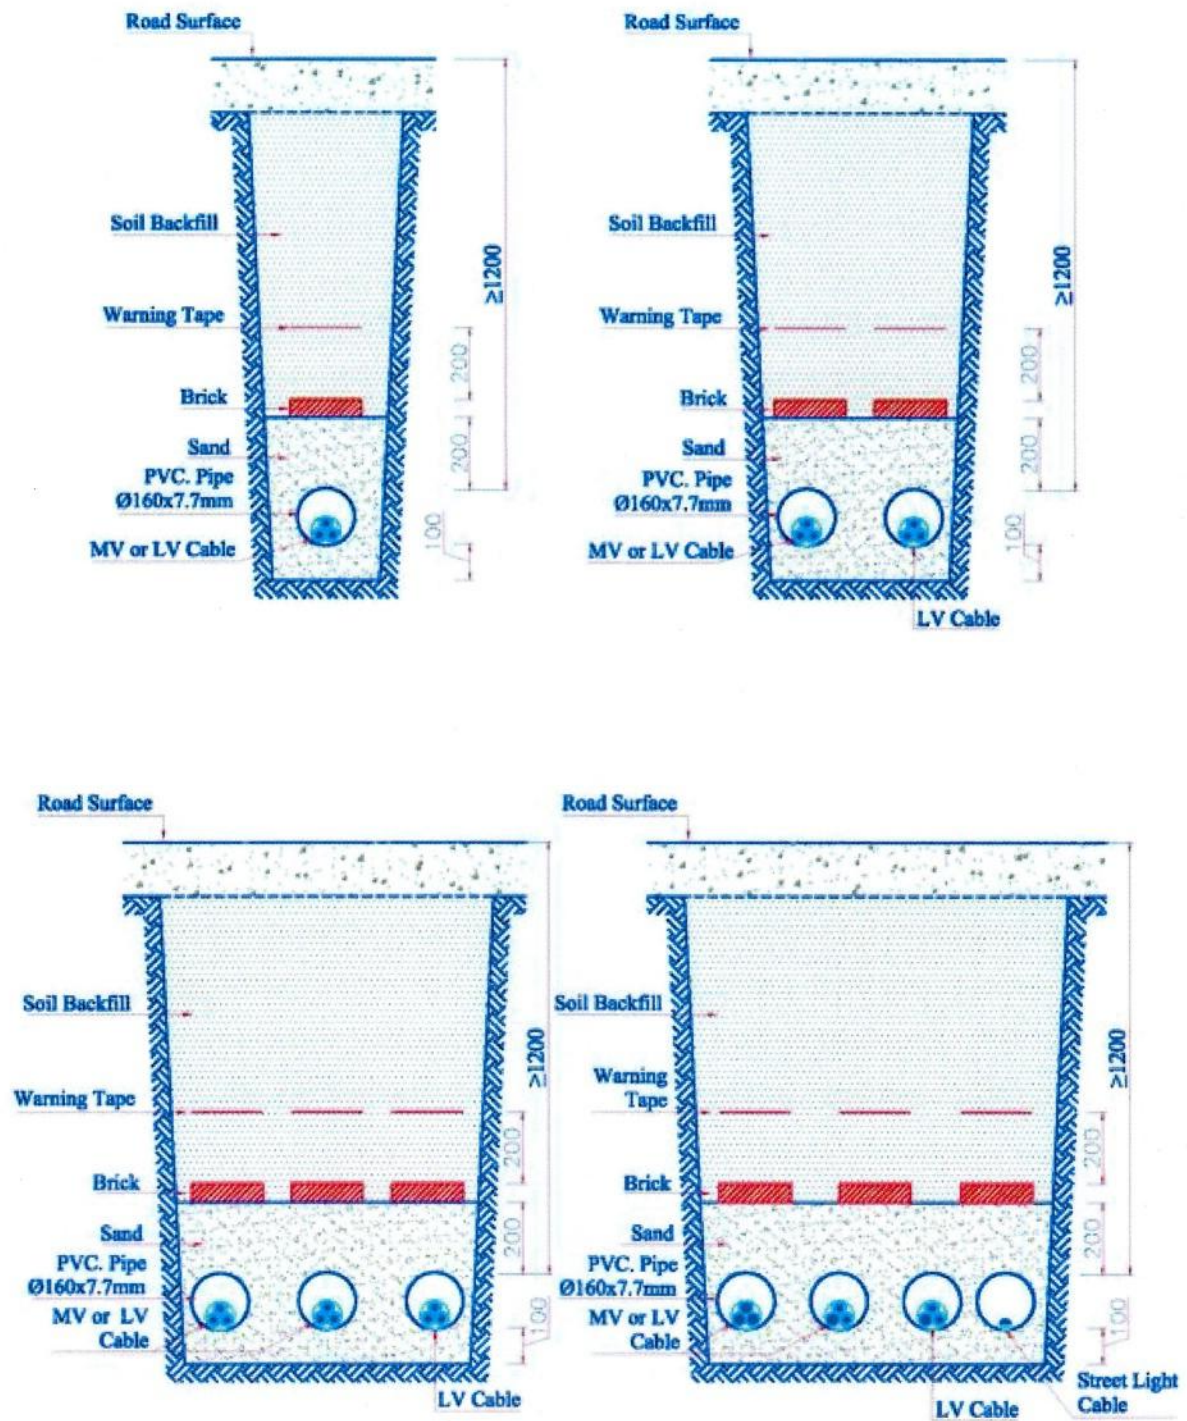 Road Surface
Soil Backfill
Warning Tape
Brick
Sand
PVC. Pipe
Ø160x7.7mm
MV or LV Cable
≥1200
200
200
100
Road Surface
Soil Backfill
Warning Tape
Brick
Sand
PVC. Pipe
Ø160x7.7mm
MV or LV Cable
LV Cable
≥1200
200
200
100
Road Surface
Soil Backfill
Warning Tape
Brick
Sand
PVC. Pipe
Ø160x7.7mm
MV or LV
Cable
LV Cable
≥1200
200
200
100
Road Surface
Soil Backfill
Warning
Tape
Brick
Sand
PVC. Pipe
Ø160x7.7mm
MV or LV
Cable
LV Cable
Street Light
Cable
≥1200
200
200
100